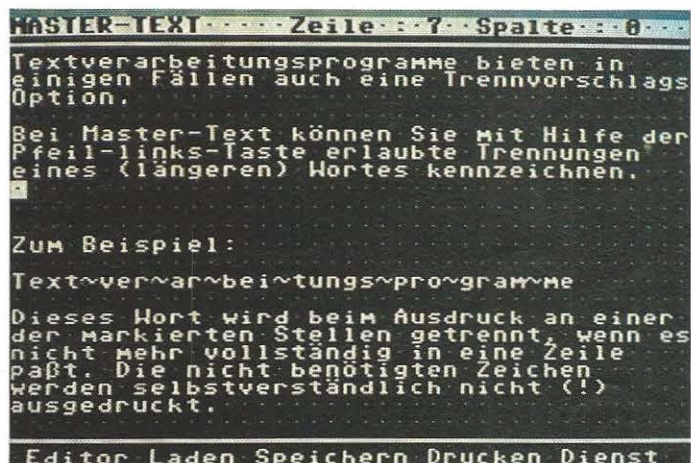 MASTER-TEXT Zeile : 7 Spalte : 0
Textverarbeitungsprogramme bieten in
einigen Fällen auch eine Trennvorschlags
Option.
Bei Master-Text können Sie mit Hilfe der
Pfeil-links-Taste erlaubte Trennungen
eines (längeren) Wortes kennzeichnen.
Zum Beispiel:
Text~ver~ar~bei~tungs~pro~gram~me
Dieses Wort wird beim Ausdruck an einer
der markierten Stellen getrennt, wenn es
nicht mehr vollständig in eine Zeile
paßt. Die nicht benötigten Zeichen
werden selbstverständlich nicht (!)
ausgedruckt.
Editor Laden Speichern Drucken Dienst